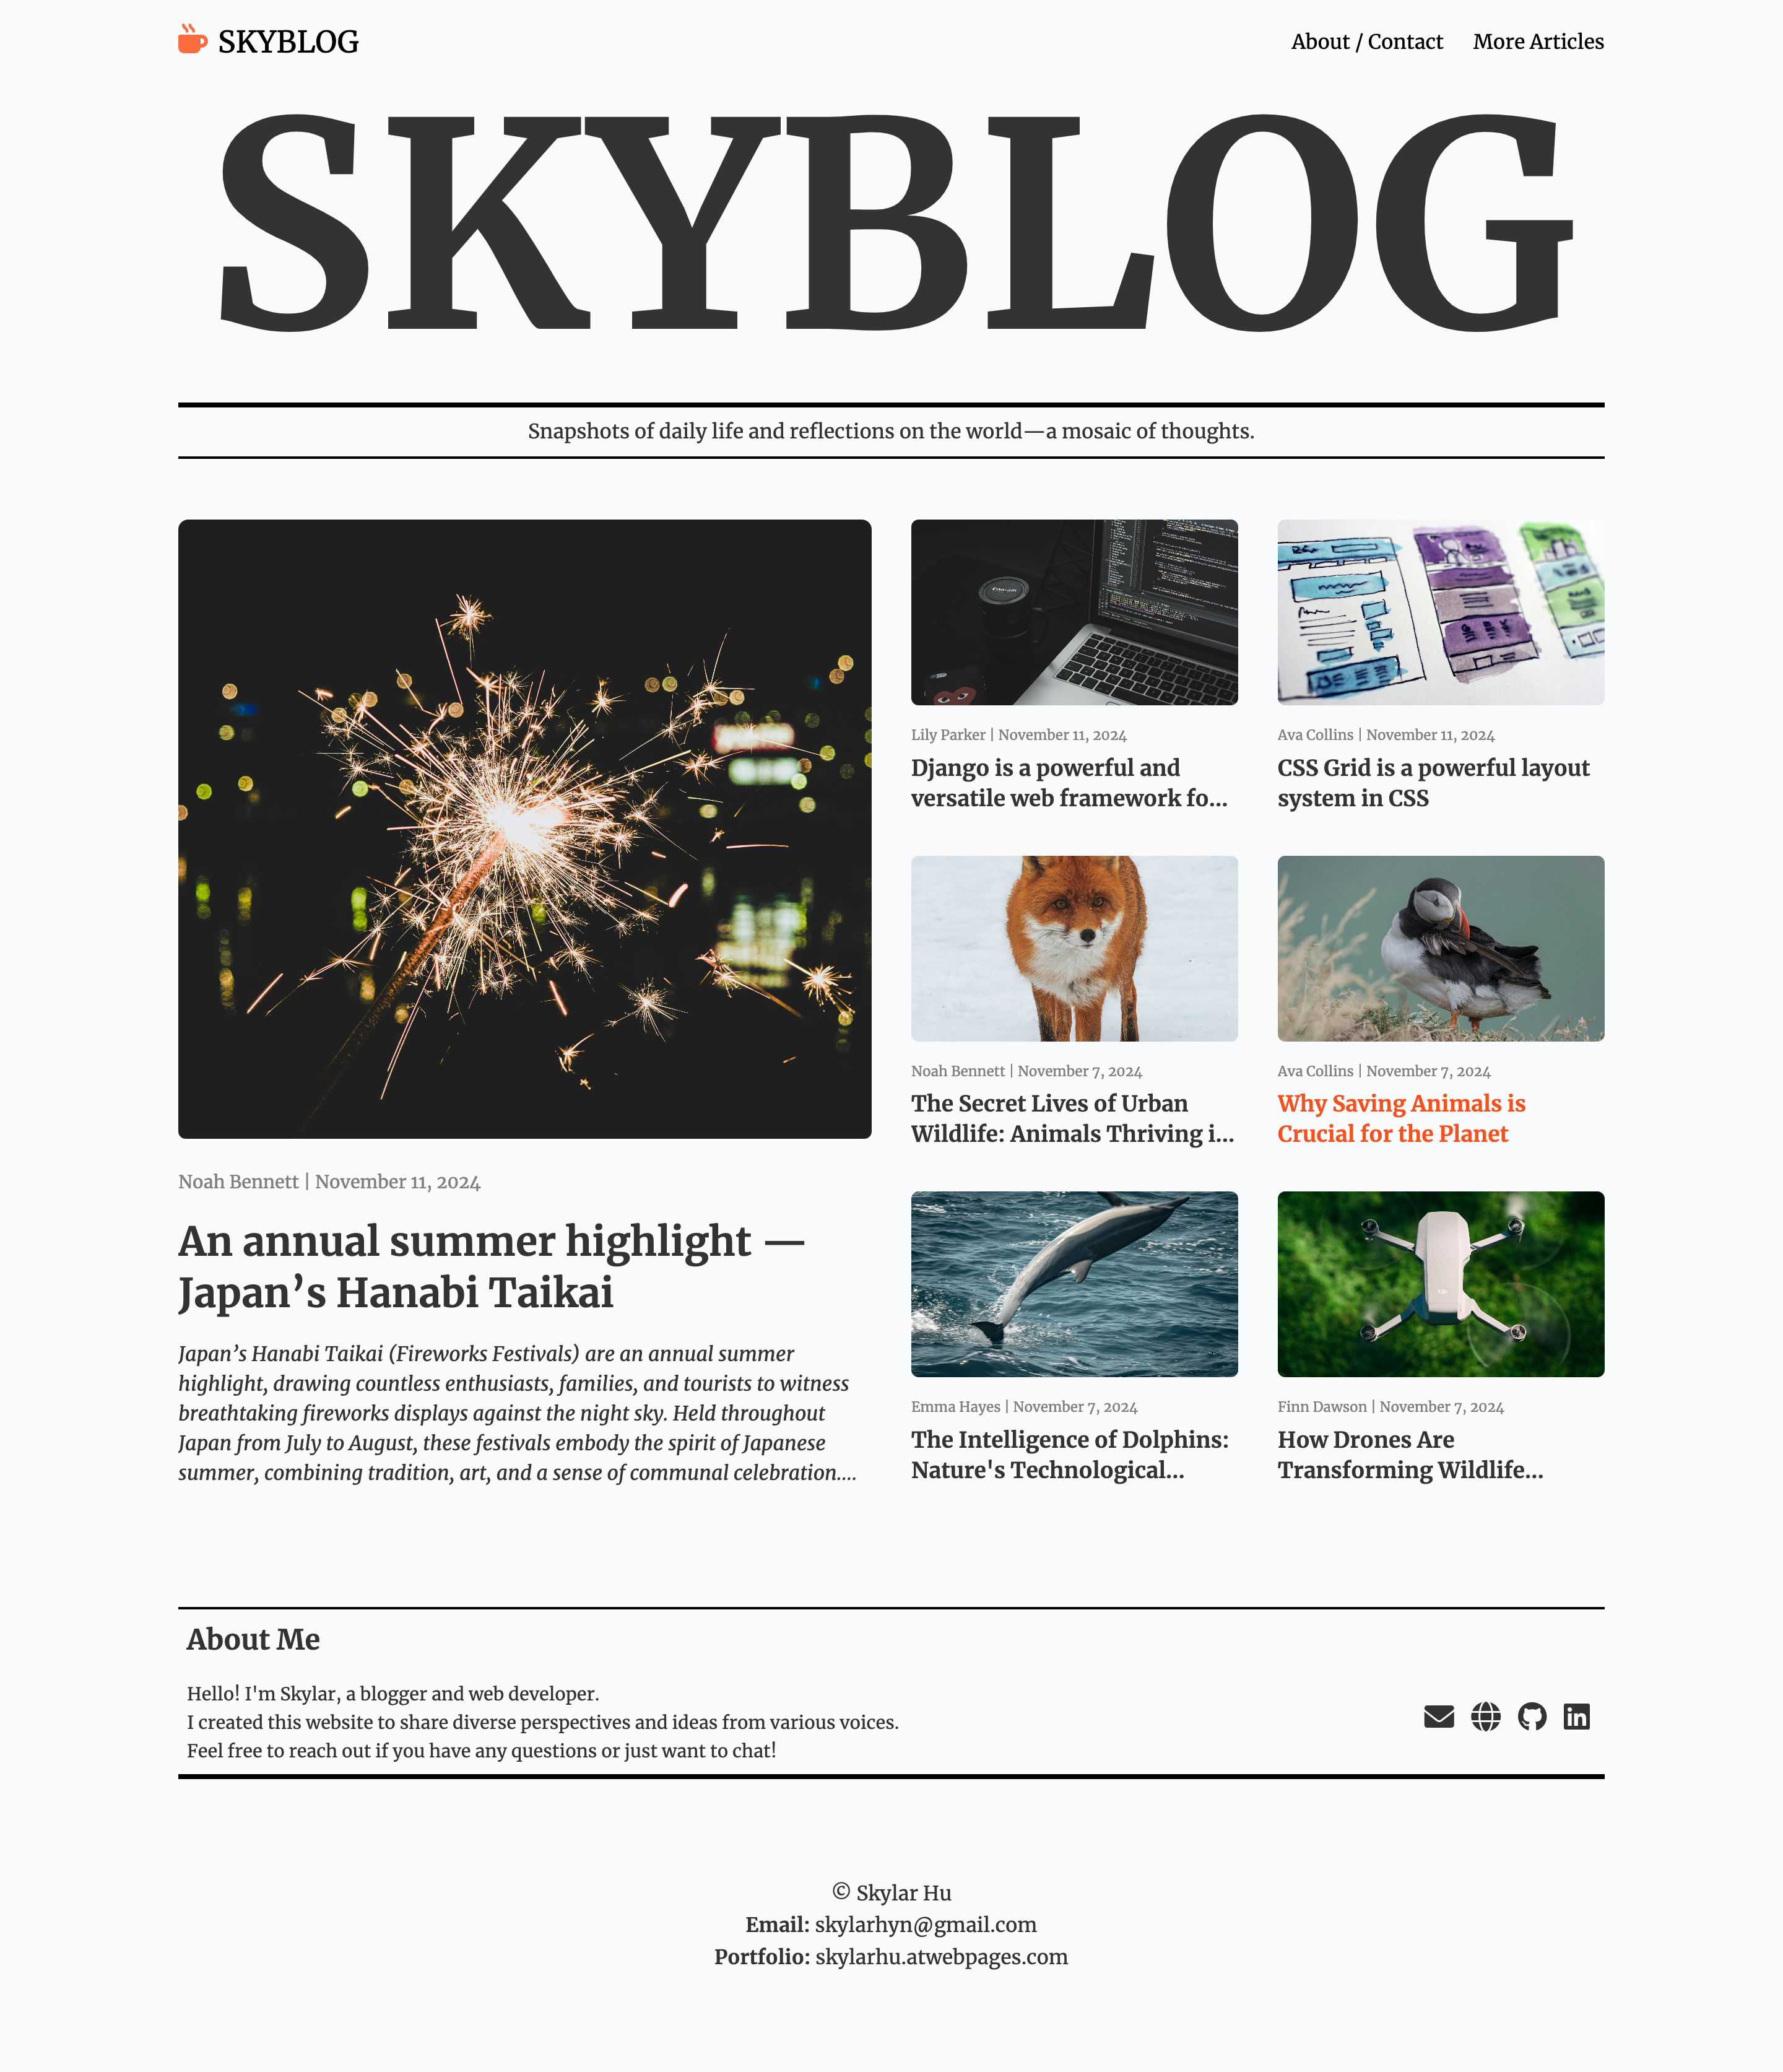 SKYBLOG
About / Contact
More Articles
SKYBLOG
Snapshots of daily life and reflections on the world—a mosaic of thoughts.
Noah Bennett | November 11, 2024
An annual summer highlight —
Japan’s Hanabi Taikai
Japan’s Hanabi Taikai (Fireworks Festivals) are an annual summer
highlight, drawing countless enthusiasts, families, and tourists to witness
breathtaking fireworks displays against the night sky. Held throughout
Japan from July to August, these festivals embody the spirit of Japanese
summer, combining tradition, art, and a sense of communal celebration....
Lily Parker | November 11, 2024
Django is a powerful and
versatile web framework fo...
Ava Collins | November 11, 2024
CSS Grid is a powerful layout
system in CSS
Noah Bennett | November 7, 2024
The Secret Lives of Urban
Wildlife: Animals Thriving i...
Ava Collins | November 7, 2024
Why Saving Animals is
Crucial for the Planet
Emma Hayes | November 7, 2024
The Intelligence of Dolphins:
Nature's Technological...
Finn Dawson | November 7, 2024
How Drones Are
Transforming Wildlife...
About Me
Hello! I'm Skylar, a blogger and web developer.
I created this website to share diverse perspectives and ideas from various voices.
Feel free to reach out if you have any questions or just want to chat!
© Skylar Hu
Email: skylarhyn@gmail.com
Portfolio: skylarhu.atwebpages.com